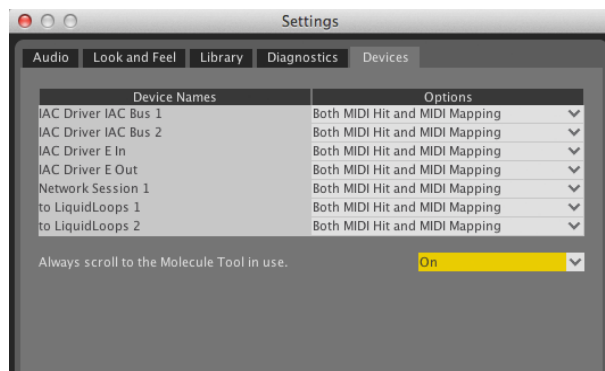 Settings
Audio Look and Feel Library Diagnostics Devices
Device Names Options
IAC Driver IAC Bus 1 Both MIDI Hit and MIDI Mapping
IAC Driver IAC Bus 2 Both MIDI Hit and MIDI Mapping
IAC Driver E In Both MIDI Hit and MIDI Mapping
IAC Driver E Out Both MIDI Hit and MIDI Mapping
Network Session 1 Both MIDI Hit and MIDI Mapping
to LiquidLoops 1 Both MIDI Hit and MIDI Mapping
to LiquidLoops 2 Both MIDI Hit and MIDI Mapping
Always scroll to the Molecule Tool in use. On